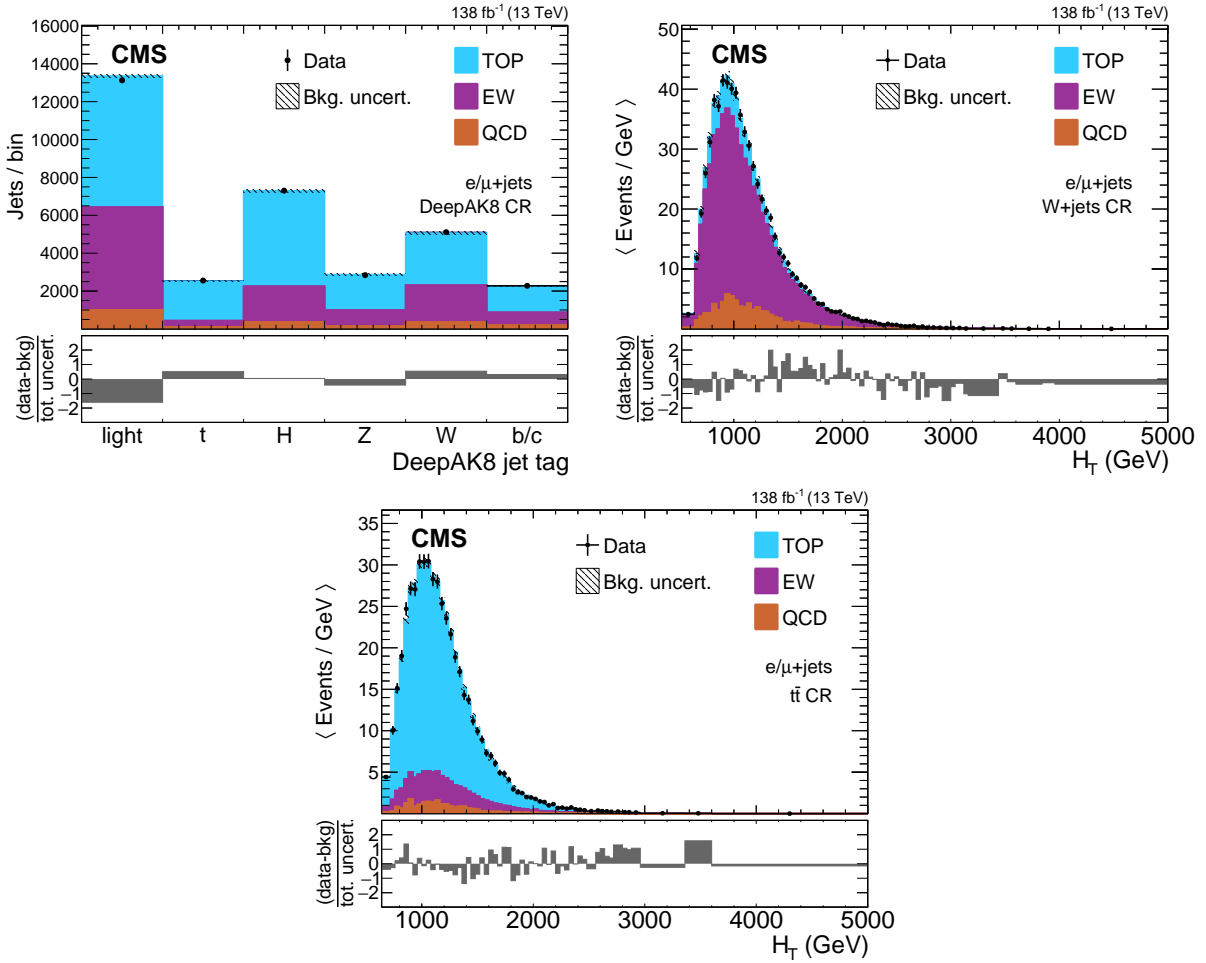 138 fb⁻¹ (13 TeV)
CMS
Data
Bkg. uncert.
TOP
EW
QCD
e/μ+jets
DeepAK8 CR
Jets / bin
16000
14000
12000
10000
8000
6000
4000
2000
(data-bkg)
tot. uncert.
2
1
0
−1
−2
light t H Z W b/c
DeepAK8 jet tag
138 fb⁻¹ (13 TeV)
CMS
Data
Bkg. uncert.
TOP
EW
QCD
e/μ+jets
W+jets CR
⟨ Events / GeV ⟩
50
40
30
20
10
(data-bkg)
tot. uncert.
2
1
0
−1
−2
1000 2000 3000 4000 5000
H_T (GeV)
138 fb⁻¹ (13 TeV)
CMS
Data
Bkg. uncert.
TOP
EW
QCD
e/μ+jets
tt̄ CR
⟨ Events / GeV ⟩
35
30
25
20
15
10
5
(data-bkg)
tot. uncert.
2
1
0
−1
−2
1000 2000 3000 4000 5000
H_T (GeV)